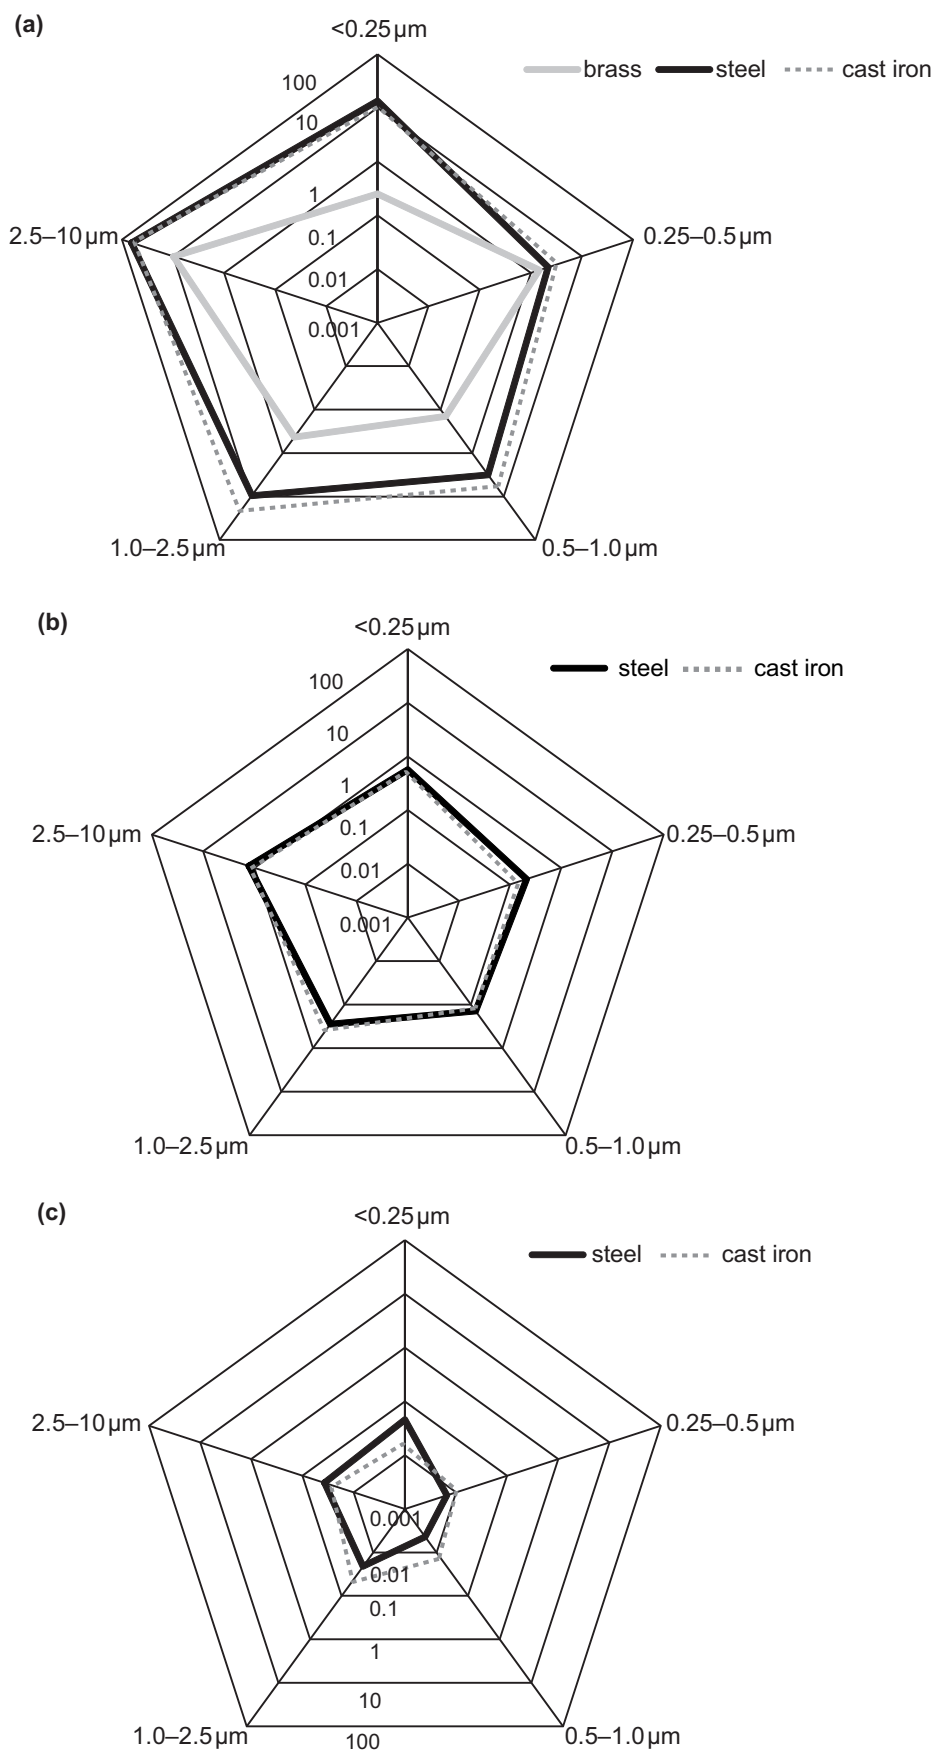 (a)
<0.25 µm
brass steel cast iron
100
10
1
2.5–10 µm 0.25–0.5 µm
0.1
0.01
0.001
1.0–2.5 µm 0.5–1.0 µm
(b)
<0.25 µm
steel cast iron
100
10
1
0.1
2.5–10 µm 0.25–0.5 µm
0.01
0.001
1.0–2.5 µm 0.5–1.0 µm
(c)
<0.25 µm
steel cast iron
2.5–10 µm 0.25–0.5 µm
0.001
0.01
0.1
1
10
1.0–2.5 µm 0.5–1.0 µm
100